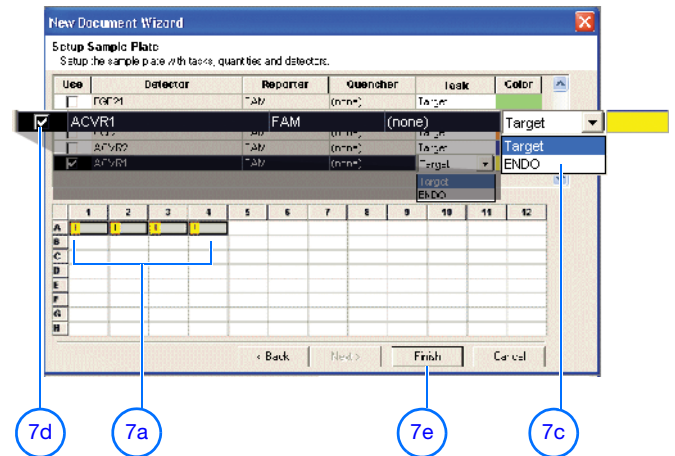 New Document Wizard
Setup Sample Plate
Setup the sample plate with tasks, quantities and detectors.
Use Detector Reporter Quencher Task Color
FGF21 FAM (none) Target
ACVR1 FAM (none) Target
Target
ENDO
ACVR2 FAM (none) Target
ACVR1 FAM (none) Target
Target
ENDO
1 2 3 4 5 6 7 8 9 10 11 12
A T T T T
B
C
D
E
F
G
H
< Back Next > Finish Cancel
7d 7a 7e 7c